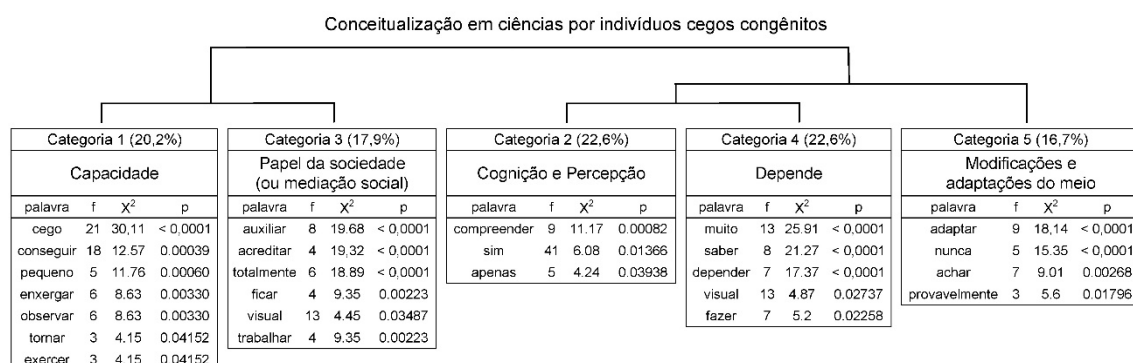 Conceitualização em ciências por indivíduos cegos congênitos
Categoria 1 (20,2%)
Capacidade
palavra f X² p
cego 21 30,11 < 0,0001
conseguir 18 12.57 0.00039
pequeno 5 11.76 0.00060
enxergar 6 8.63 0.00330
observar 6 8.63 0.00330
tornar 3 4.15 0.04152
exercer 3 4.15 0.04152
Categoria 3 (17,9%)
Papel da sociedade
(ou mediação social)
palavra f X² p
auxiliar 8 19.68 < 0,0001
acreditar 4 19,32 < 0,0001
totalmente 6 18.89 < 0,0001
ficar 4 9.35 0.00223
visual 13 4.45 0.03487
trabalhar 4 9.35 0.00223
Categoria 2 (22,6%)
Cognição e Percepção
palavra f X² p
compreender 9 11.17 0.00082
sim 41 6.08 0.01366
apenas 5 4.24 0.03938
Categoria 4 (22,6%)
Depende
palavra f X² p
muito 13 25.91 < 0,0001
saber 8 21.27 < 0,0001
depender 7 17.37 < 0,0001
visual 13 4.87 0.02737
fazer 7 5.2 0.02258
Categoria 5 (16,7%)
Modificações e
adaptações do meio
palavra f X² p
adaptar 9 18,14 < 0,0001
nunca 5 15.35 < 0,0001
achar 7 9.01 0.00268
provavelmente 3 5.6 0.01796